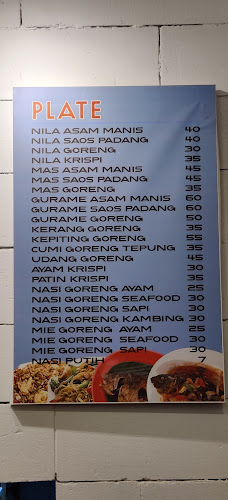 PLATE
NILA ASAM MANIS 40
NILA SAOS PADANG 40
NILA GORENG 30
NILA KRISPI 35
MAS ASAM MANIS 45
MAS SAOS PADANG 45
MAS GORENG 35
GURAME ASAM MANIS 60
GURAME SAOS PADANG 60
GURAME GORENG 50
KERANG GORENG 35
KEPITING GORENG 55
CUMI GORENG TEPUNG 35
UDANG GORENG 45
AYAM KRISPI 30
PATIN KRISPI 35
NASI GORENG AYAM 25
NASI GORENG SEAFOOD 30
NASI GORENG SAPI 30
NASI GORENG KAMBING 30
MIE GORENG AYAM 25
MIE GORENG SEAFOOD 30
MIE GORENG SAPI 30
NASI PUTIH 7